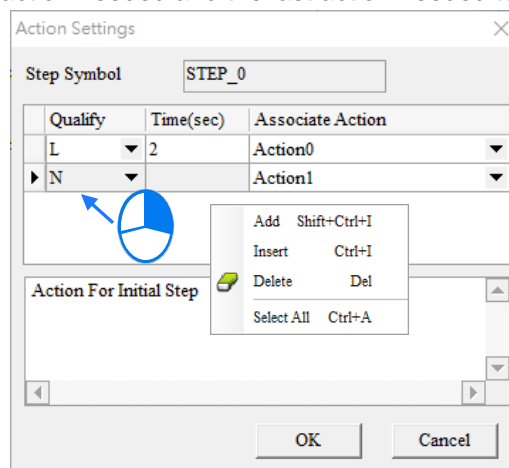 Action Settings
Step Symbol STEP_0
Qualify Time(sec) Associate Action
L 2 Action0
N Action1
Add Shift+Ctrl+I
Insert Ctrl+I
Delete Del
Select All Ctrl+A
Action For Initial Step
OK Cancel